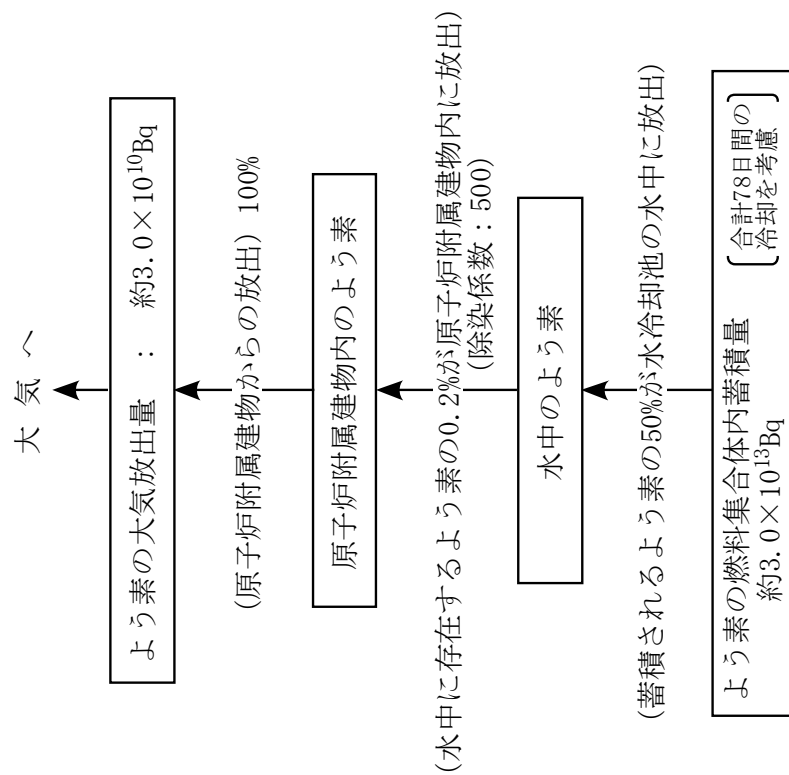 大気へ
よう素の大気放出量 : 約3.0×10¹⁰Bq
(原子炉附属建物からの放出) 100%
原子炉附属建物内のよう素
(水中に存在するよう素の0.2%が原子炉附属建物内に放出)
(除染係数:500)
水中のよう素
(蓄積されるよう素の50%が水冷却池の水中に放出)
よう素の燃料集合体内蓄積量
約3.0×10¹³Bq
合計78日間の
冷却を考慮